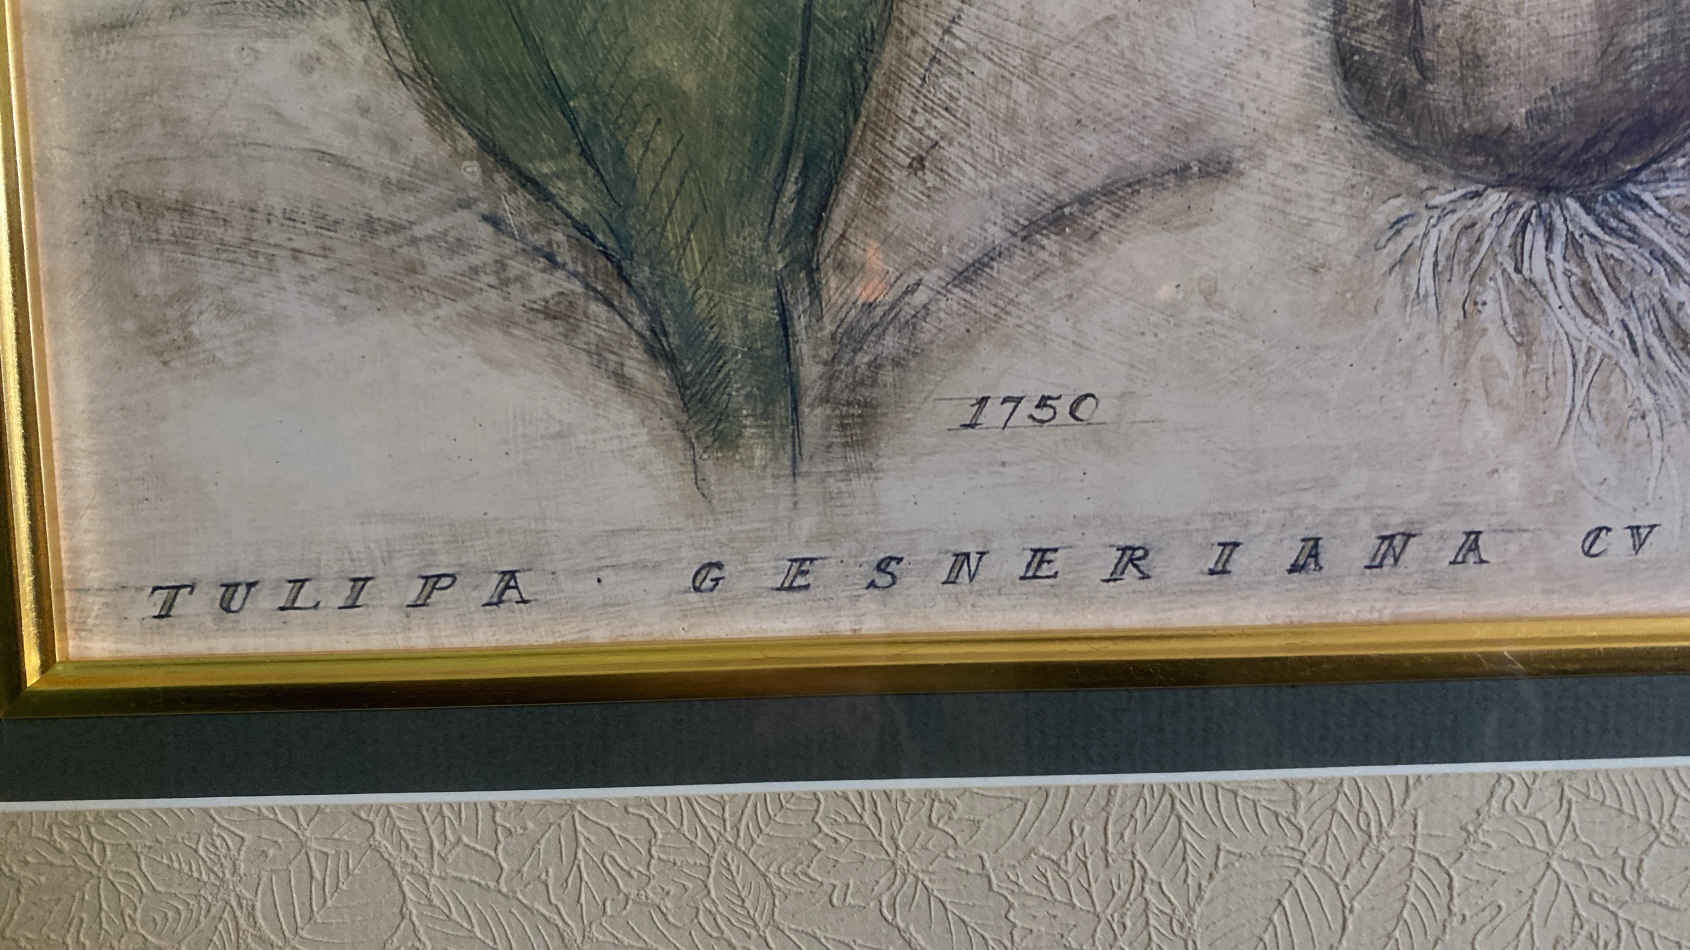 1750
TULIPA · GESNERIANA CV